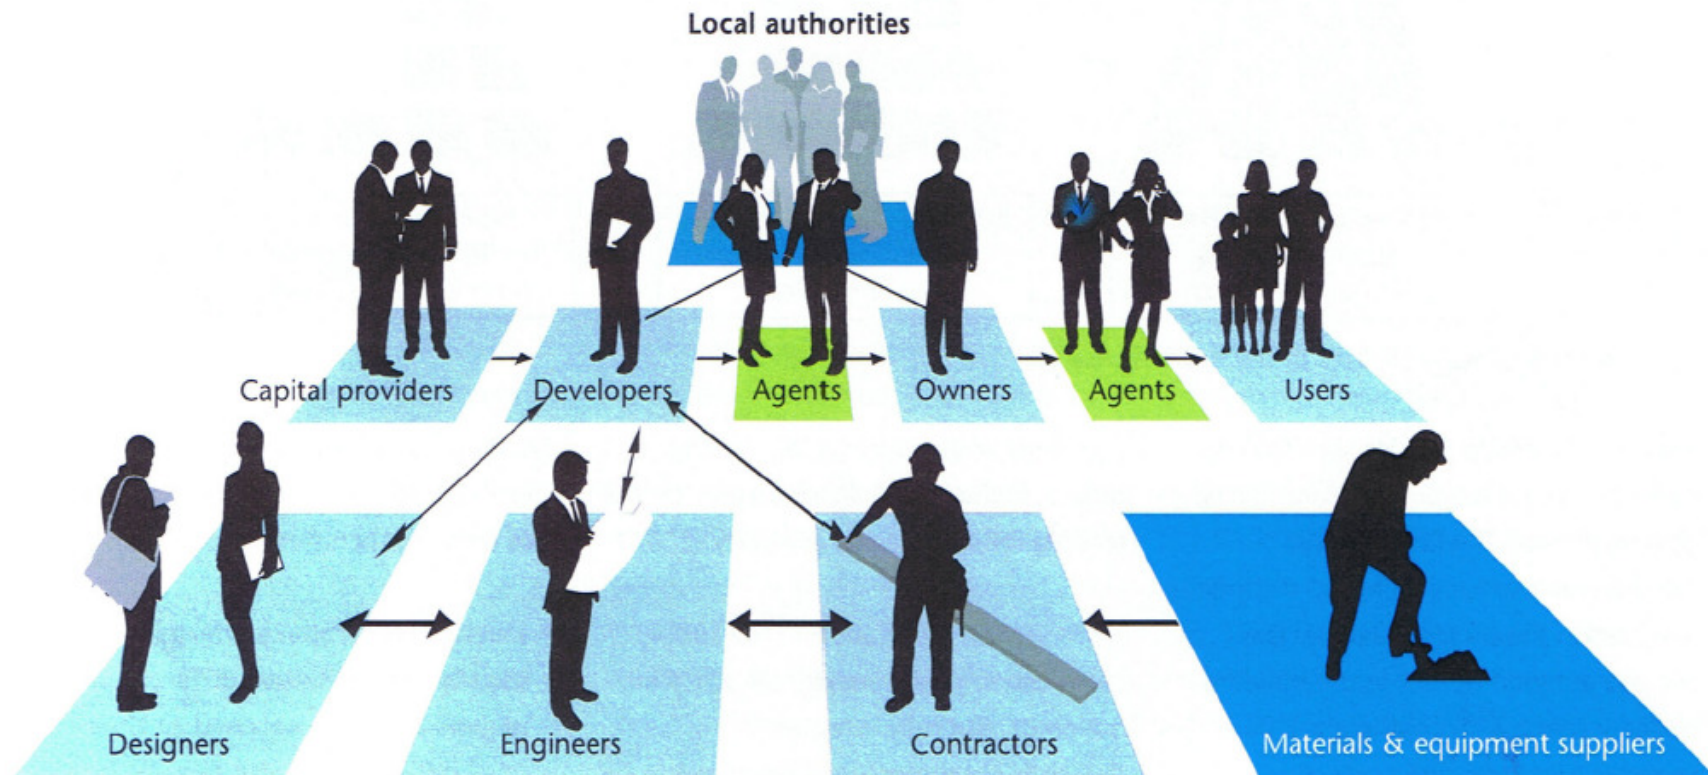 Local authorities
Capital providers
Developers
Agents
Owners
Agents
Users
Designers
Engineers
Contractors
Materials & equipment suppliers